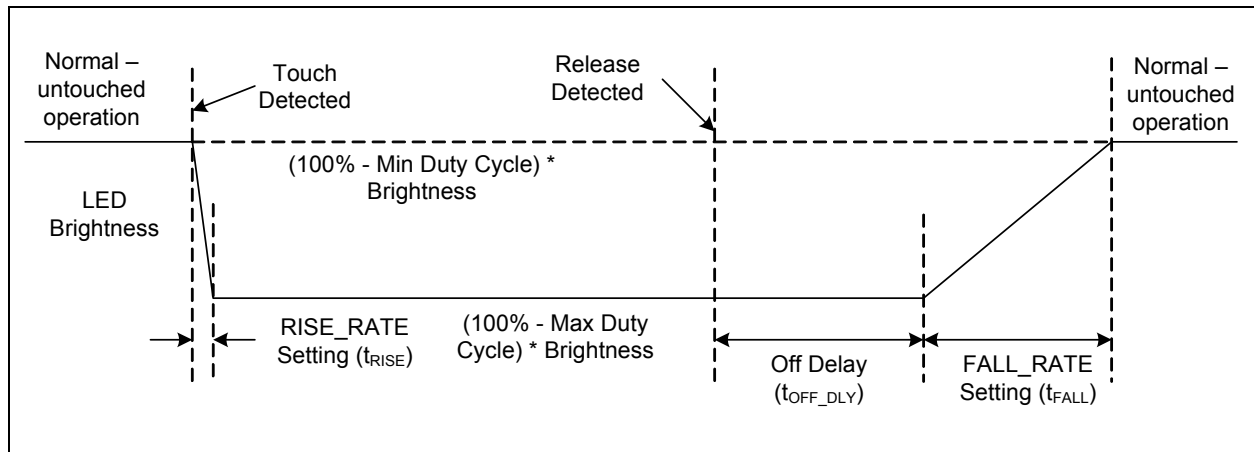 Normal –
untouched
operation
Touch
Detected
Release
Detected
Normal –
untouched
operation
(100% - Min Duty Cycle) *
Brightness
LED
Brightness
RISE_RATE
Setting (tRISE)
(100% - Max Duty
Cycle) * Brightness
Off Delay
(tOFF_DLY)
FALL_RATE
Setting (tFALL)